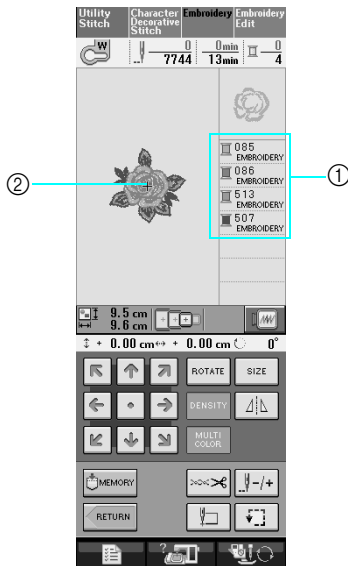 Utility Stitch
Character Decorative Stitch
Embroidery
Embroidery Edit
W
0
7744
0min
13min
0
4
085
EMBROIDERY
086
EMBROIDERY
513
EMBROIDERY
507
EMBROIDERY
①
②
9.5 cm
9.6 cm
+ 0.00 cm + 0.00 cm 0°
ROTATE
SIZE
DENSITY
MULTI COLOR
MEMORY
-/+
RETURN
?